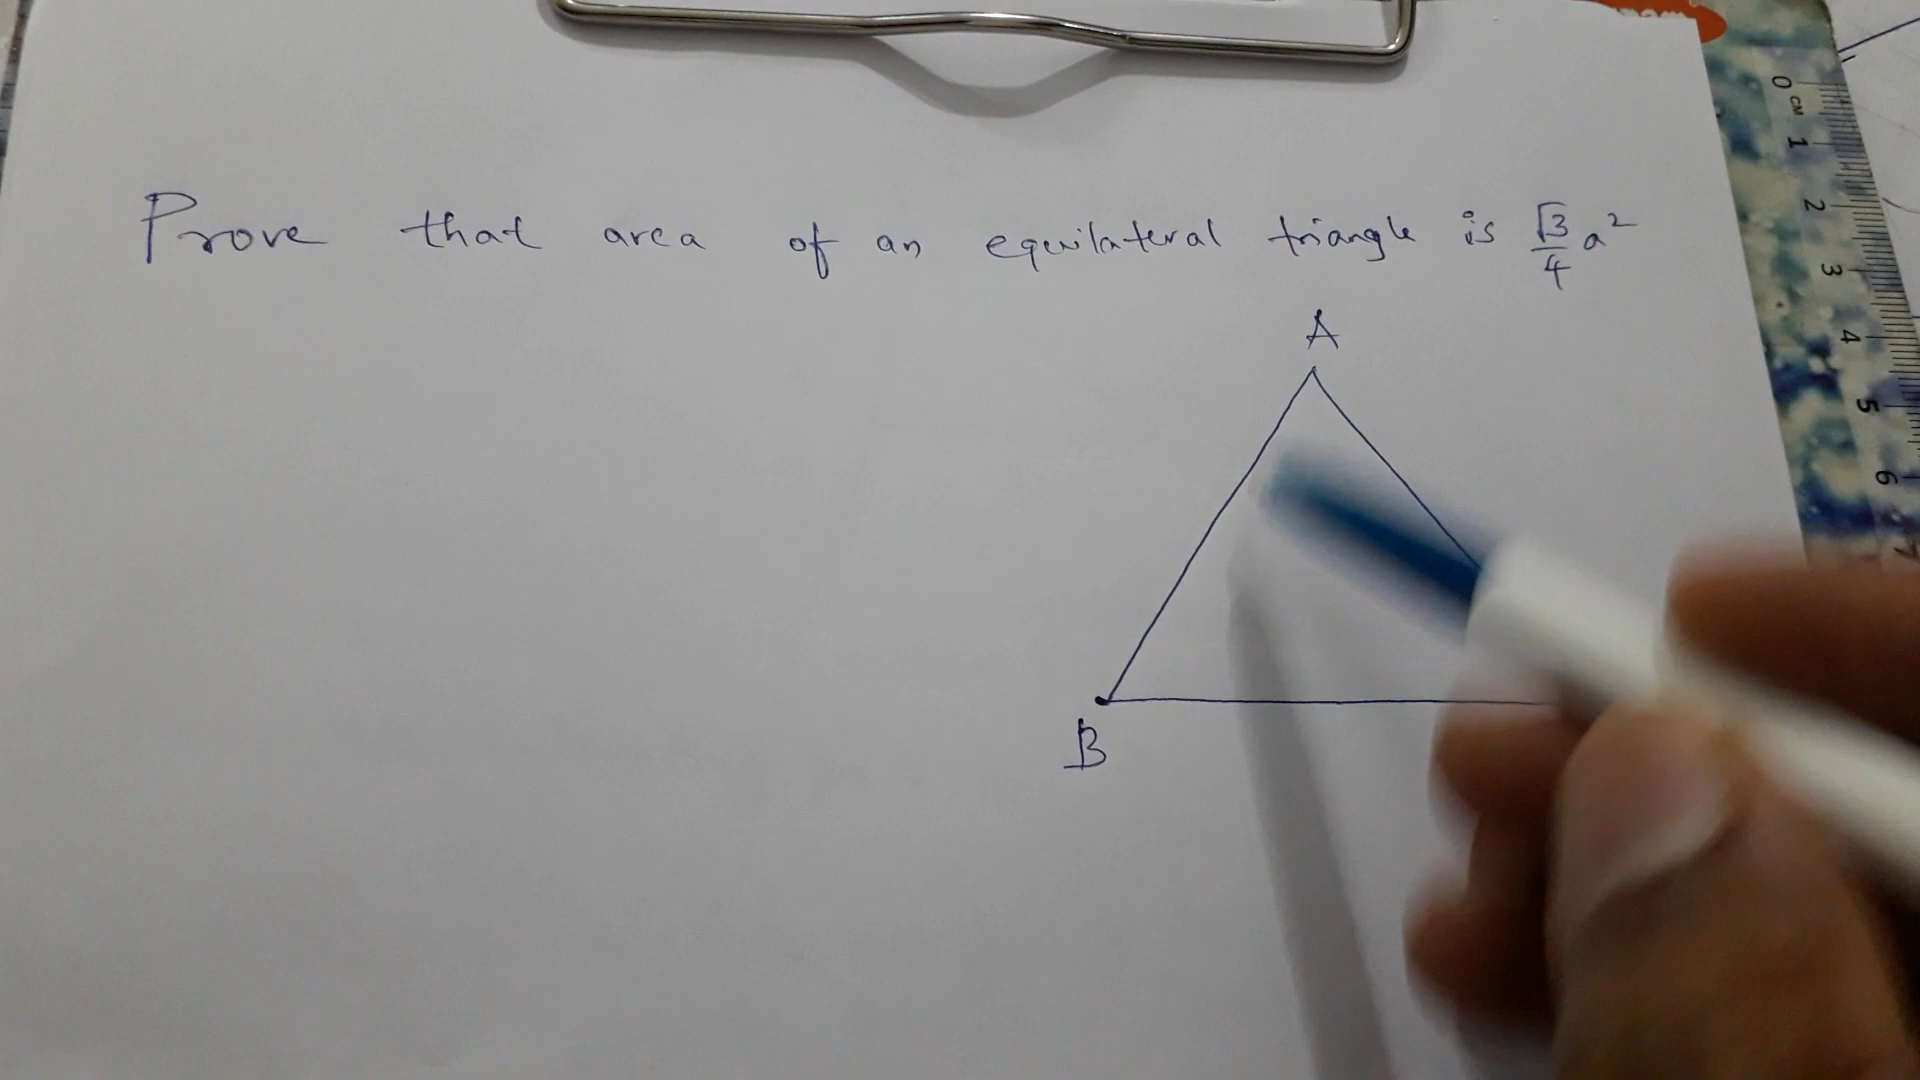 Prove that area of an equilateral triangle is √3/4 a²
A
B
0 CM 1 2 3 4 5 6 7